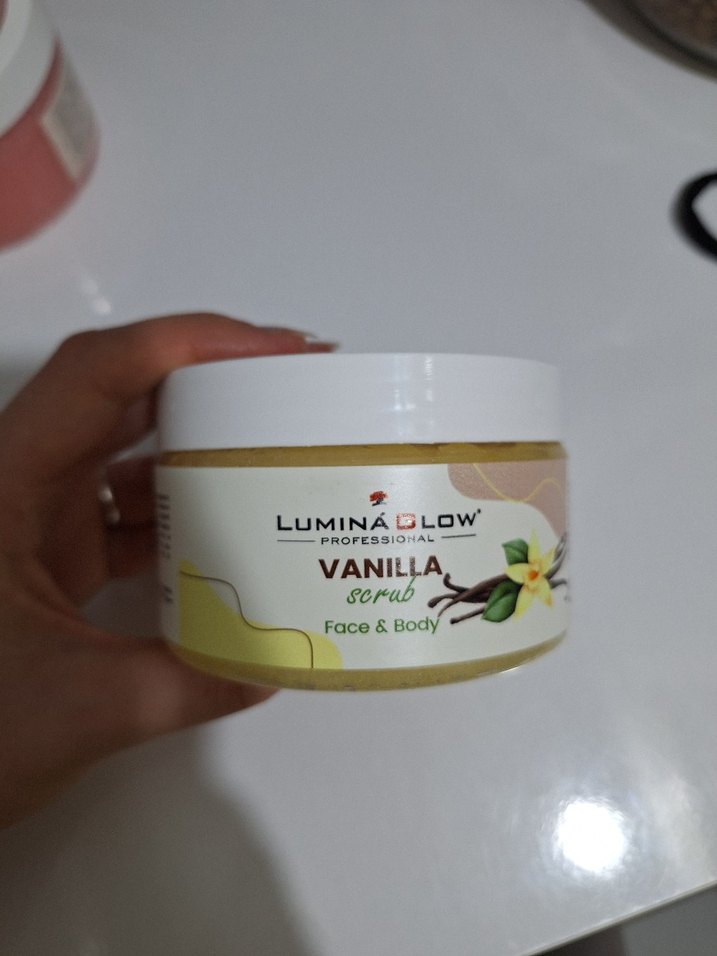 LUMINÁ GLOW®
PROFESSIONAL
VANILLA
scrub
Face & Body